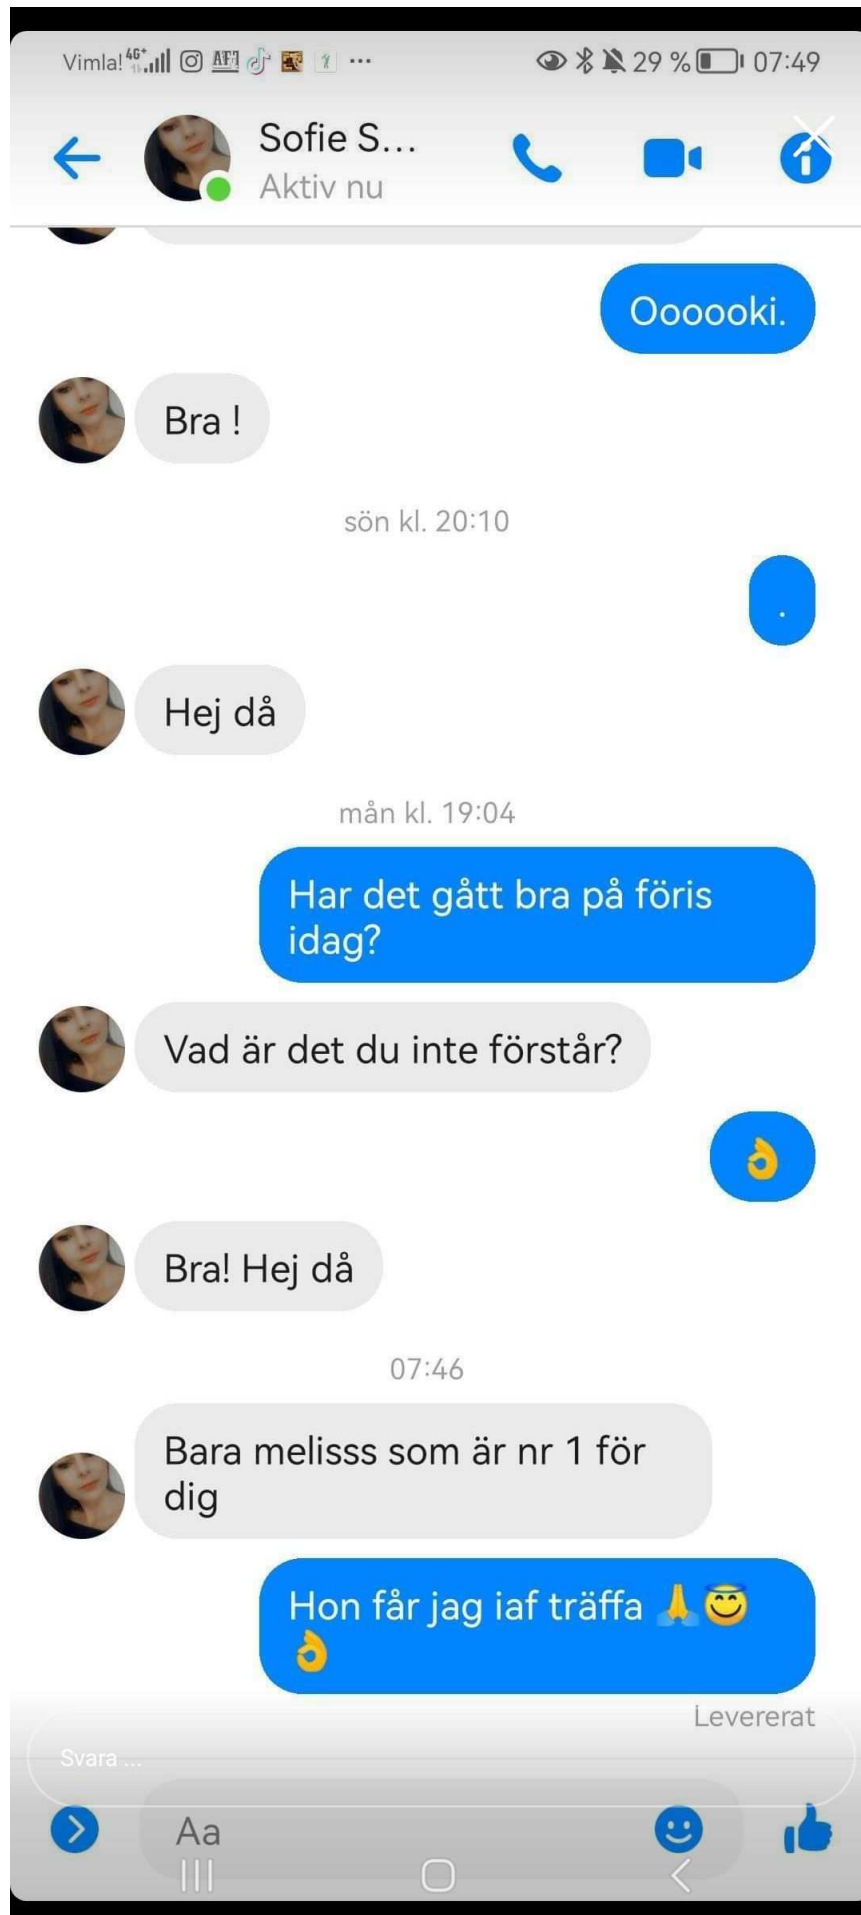 Vimla! 4G+ 29 % 07:49
Sofie S...
Aktiv nu
Oooooki.
Bra !
sön kl. 20:10
.
Hej då
mån kl. 19:04
Har det gått bra på föris
idag?
Vad är det du inte förstår?
Bra! Hej då
07:46
Bara melisss som är nr 1 för
dig
Hon får jag iaf träffa 🙏😇
👌
Levererat
Svara ...
Aa